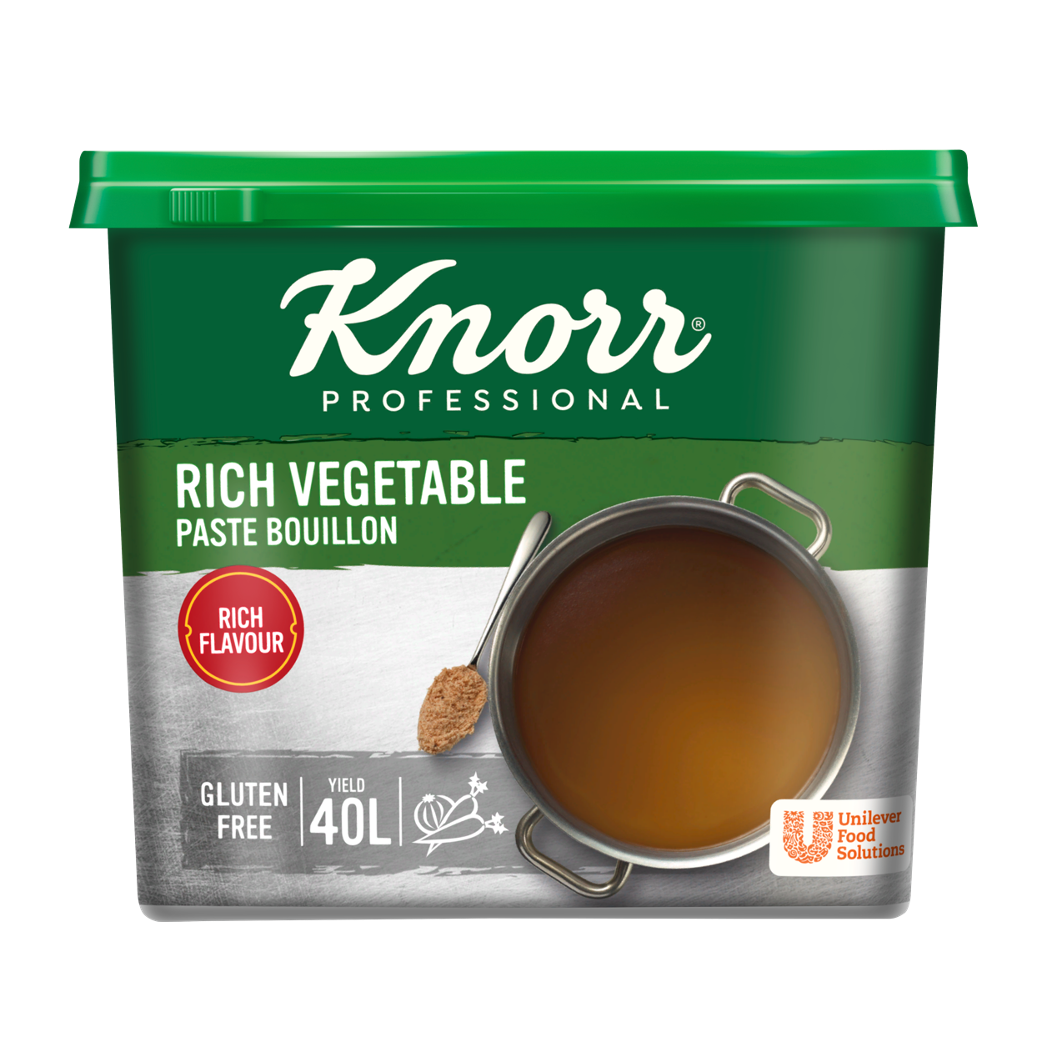 Knorr®
PROFESSIONAL
RICH VEGETABLE
PASTE BOUILLON
RICH
FLAVOUR
GLUTEN
FREE
YIELD
40L
Unilever
Food
Solutions